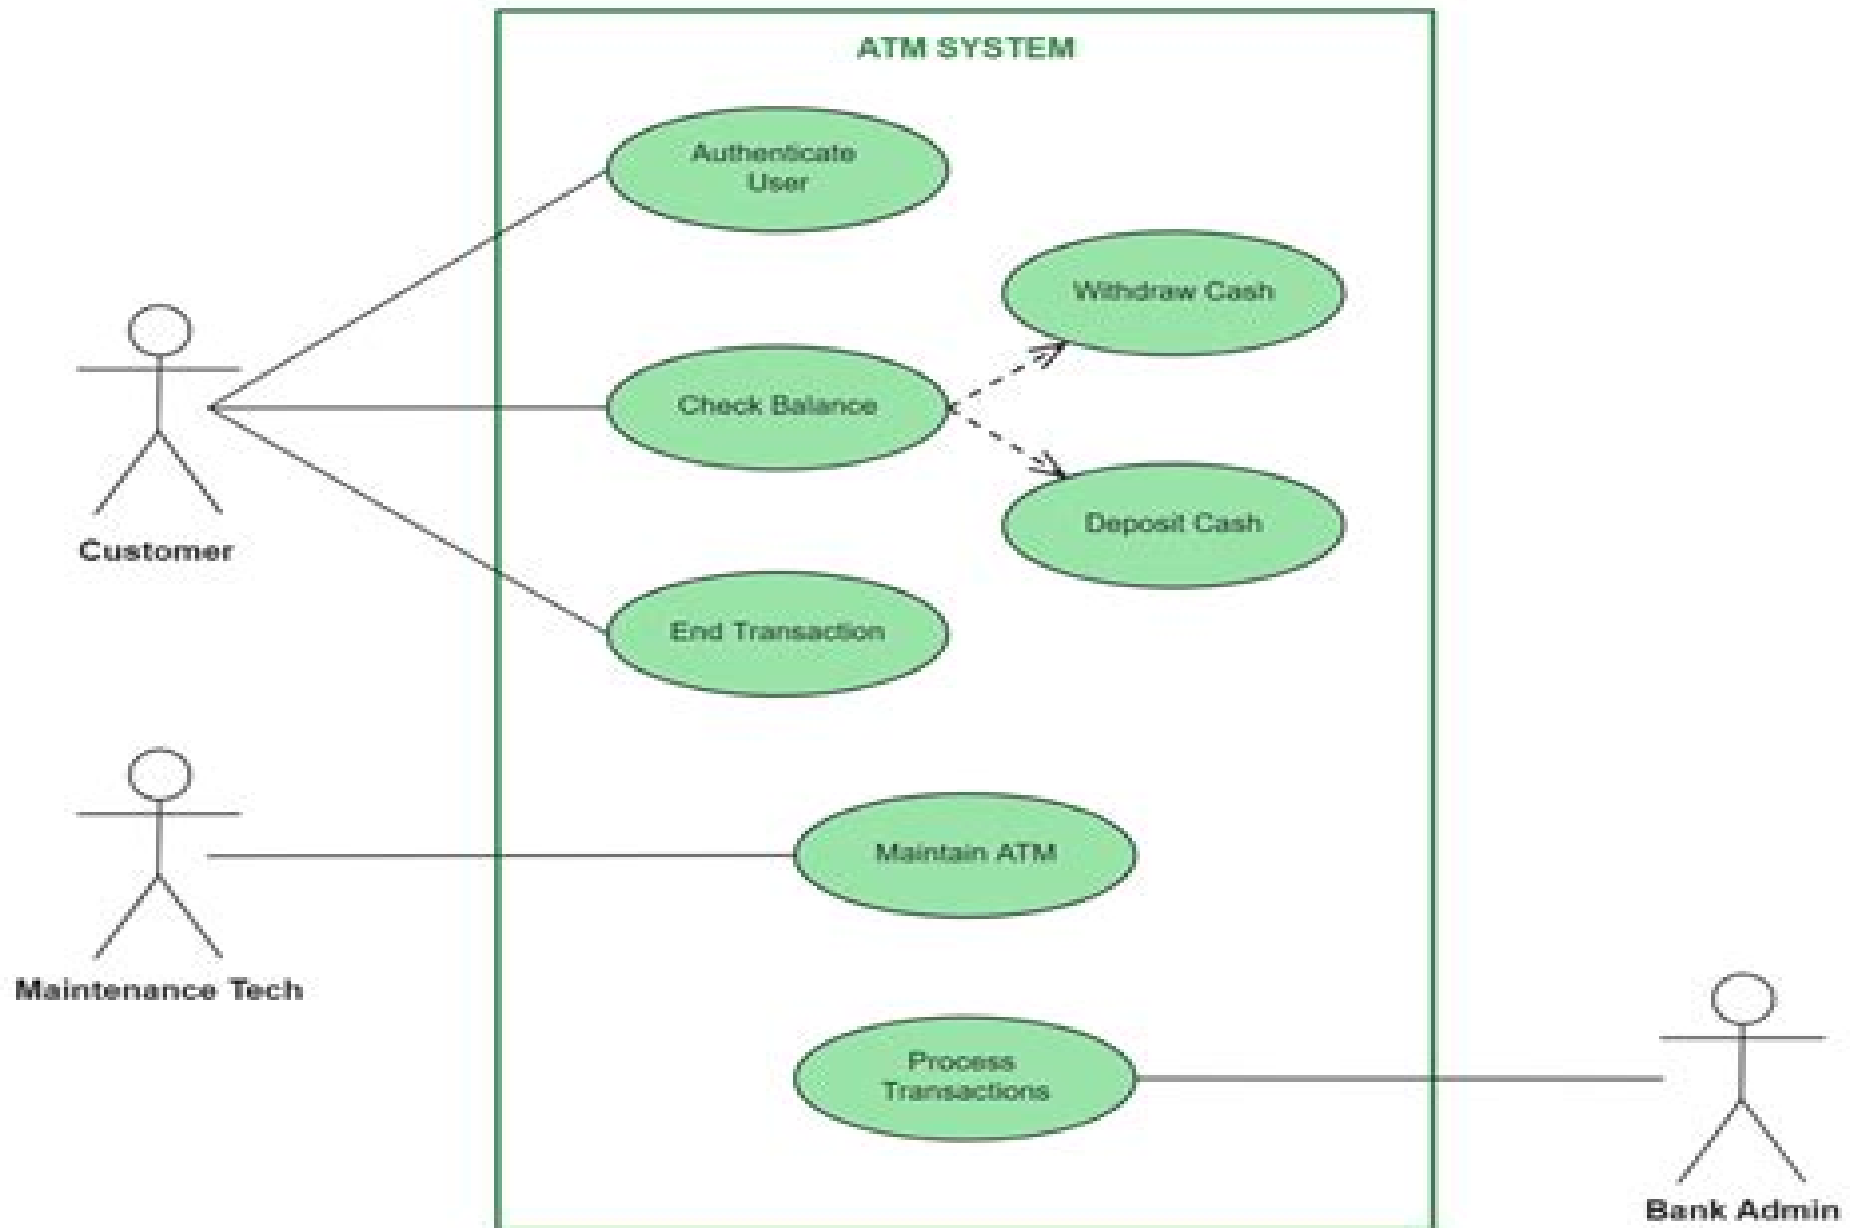 ATM SYSTEM
Authenticate
User
Withdraw Cash
Check Balance
Deposit Cash
Customer
End Transaction
Maintain ATM
Maintenance Tech
Process
Transactions
Bank Admin